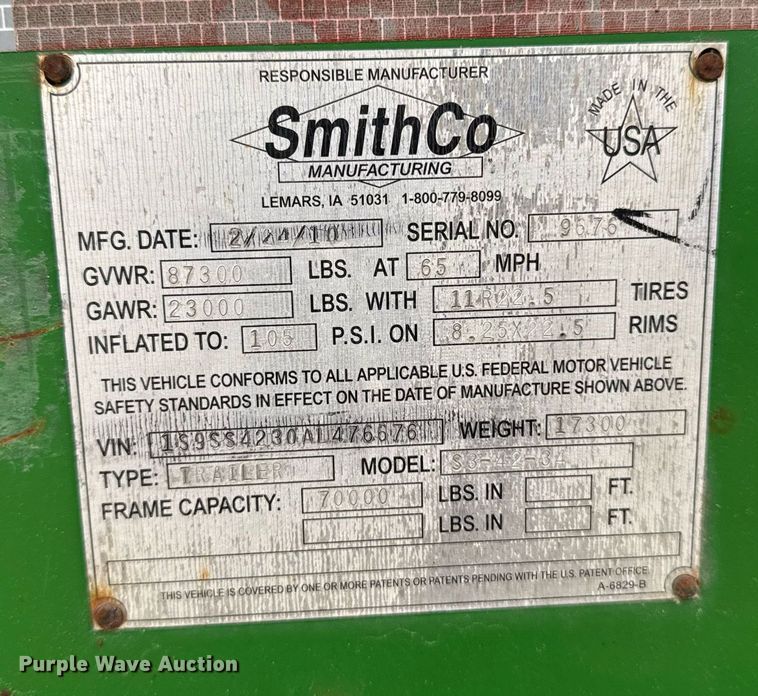 RESPONSIBLE MANUFACTURER
SmithCo
MANUFACTURING
MADE IN THE
USA
LEMARS, IA 51031 1-800-779-8099
MFG. DATE: 2/24/10 SERIAL NO. 9676
GVWR: 87300 LBS. AT 65 MPH
GAWR: 23000 LBS. WITH 11R22.5 TIRES
INFLATED TO: 105 P.S.I. ON 8.25X22.5 RIMS
THIS VEHICLE CONFORMS TO ALL APPLICABLE U.S. FEDERAL MOTOR VEHICLE
SAFETY STANDARDS IN EFFECT ON THE DATE OF MANUFACTURE SHOWN ABOVE.
VIN: 1S9SS4230AL476676 WEIGHT: 17300
TYPE: TRAILER MODEL:
FRAME CAPACITY: 70000 LBS. IN FT.
LBS. IN FT.
THIS VEHICLE IS COVERED BY ONE OR MORE PATENTS OR PATENTS PENDING WITH THE U.S. PATENT OFFICE.
A-6829-B
Purple Wave Auction